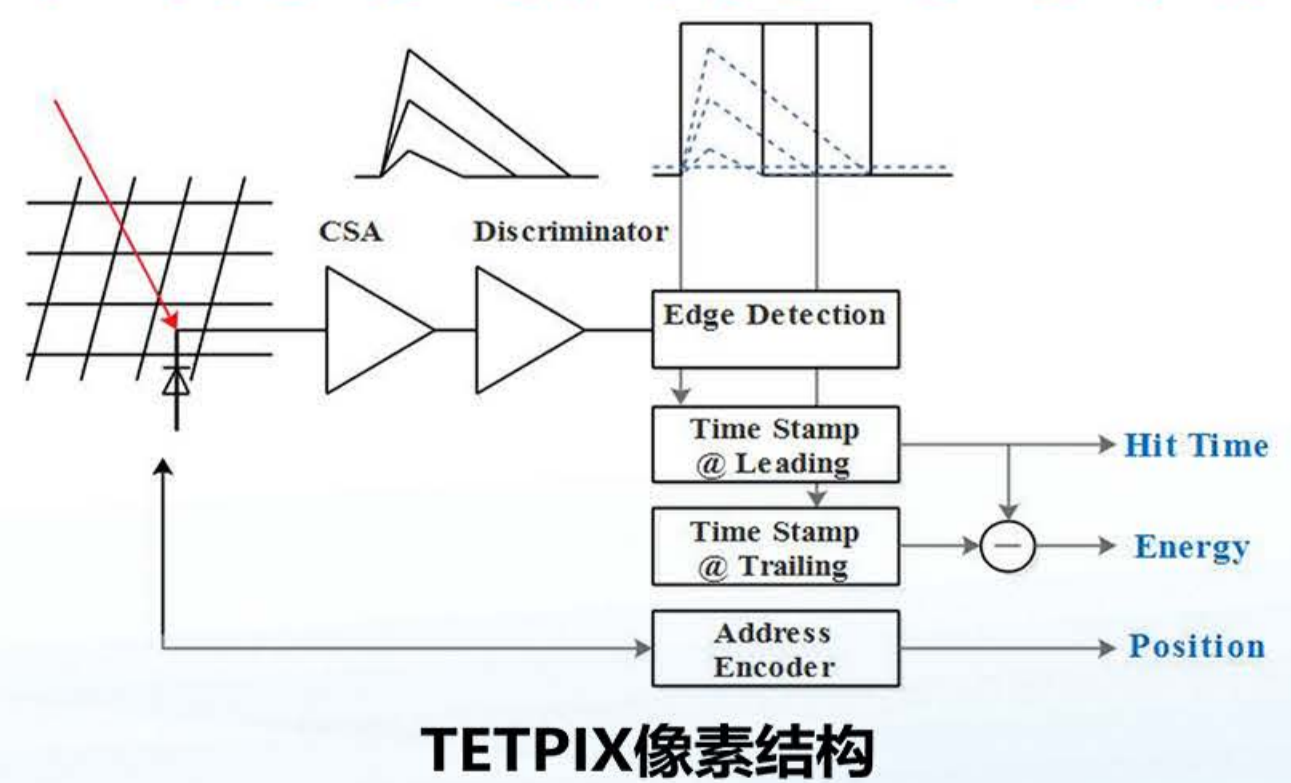 CSA
Discriminator
Edge Detection
Time Stamp
@ Leading
Hit Time
Time Stamp
@ Trailing
Energy
Address
Encoder
Position
TETPIX像素结构